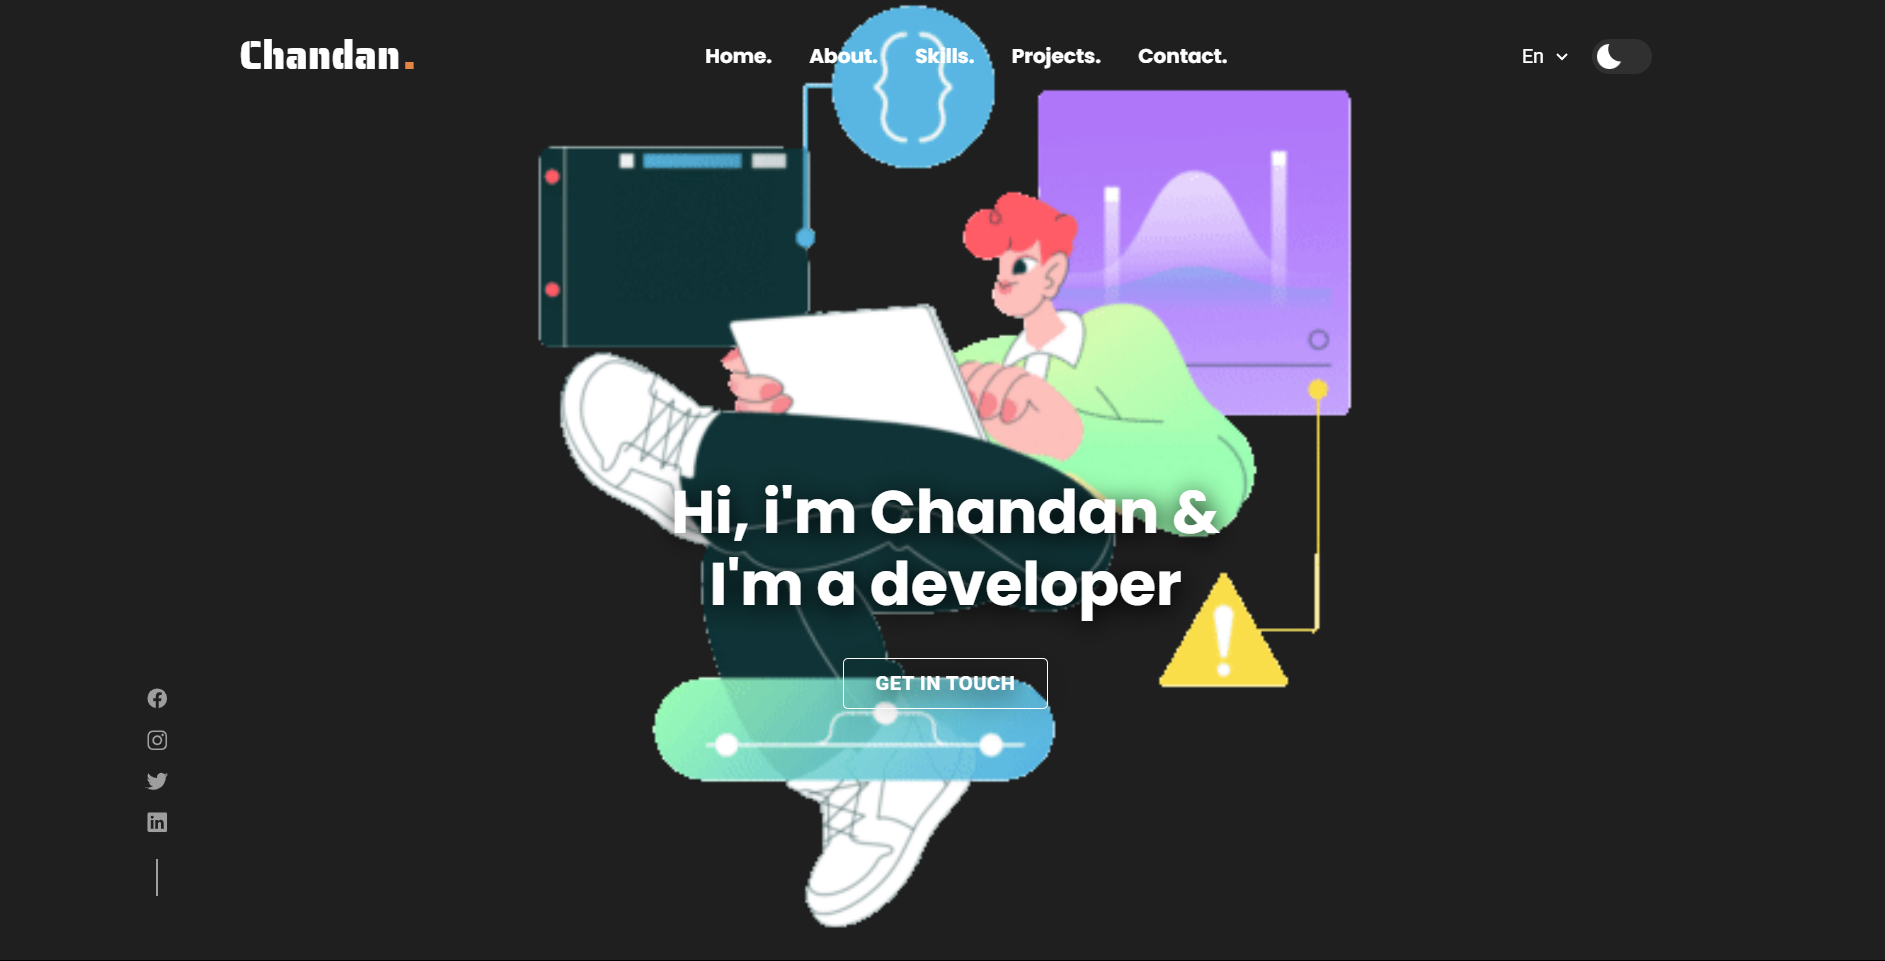 Chandan.
Home. About. Skills. Projects. Contact.
En
Hi, i'm Chandan &
I'm a developer
GET IN TOUCH